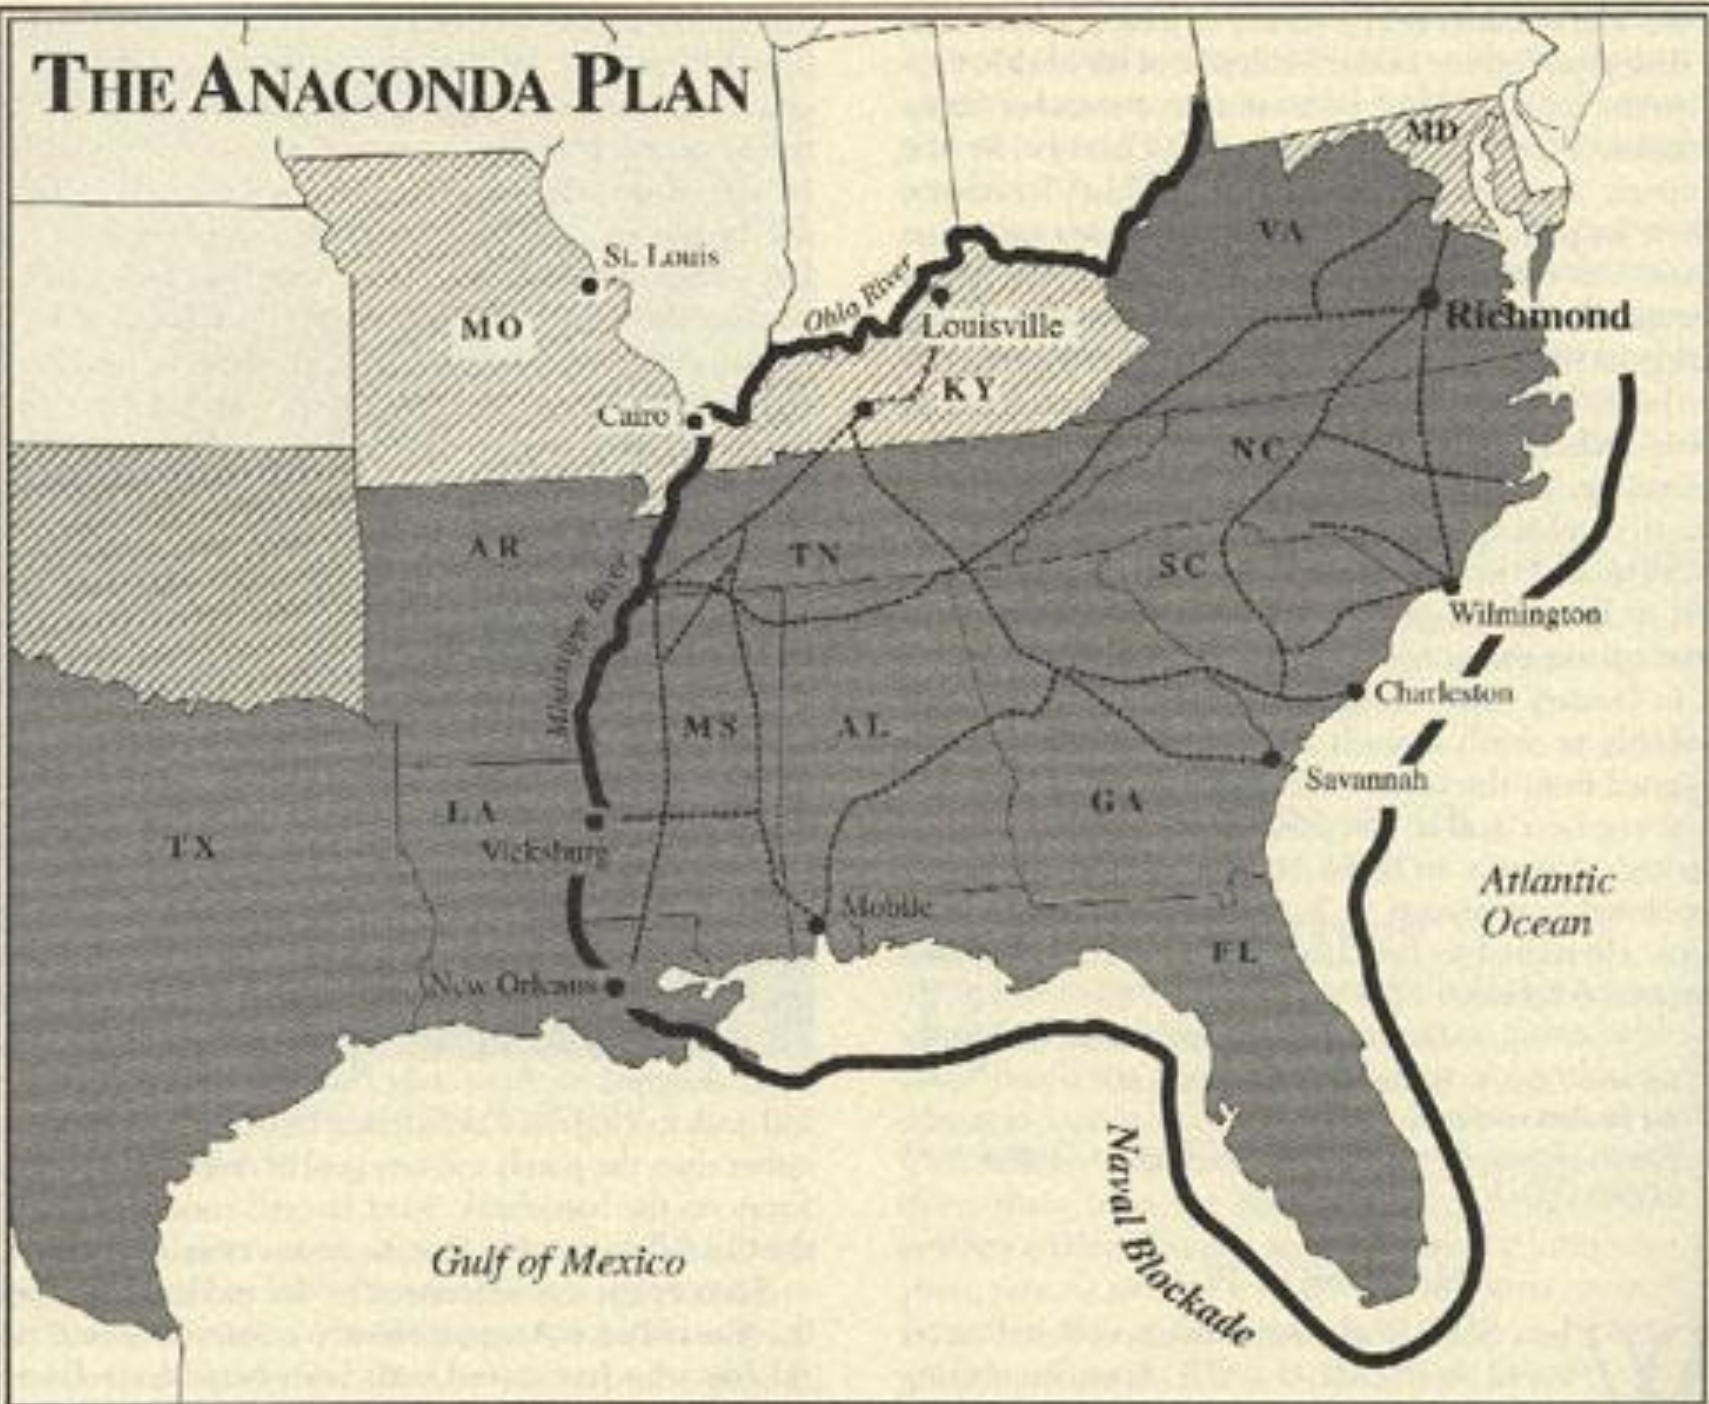 THE ANACONDA PLAN
MD
VA
St. Louis
MO
Ohio River
Richmond
Louisville
KY
Cairo
NC
AR
TN
SC
Mississippi River
Wilmington
Charleston
MS
AL
Savannah
GA
LA
TX
Vicksburg
Atlantic
Ocean
Mobile
FL
New Orleans
Naval Blockade
Gulf of Mexico